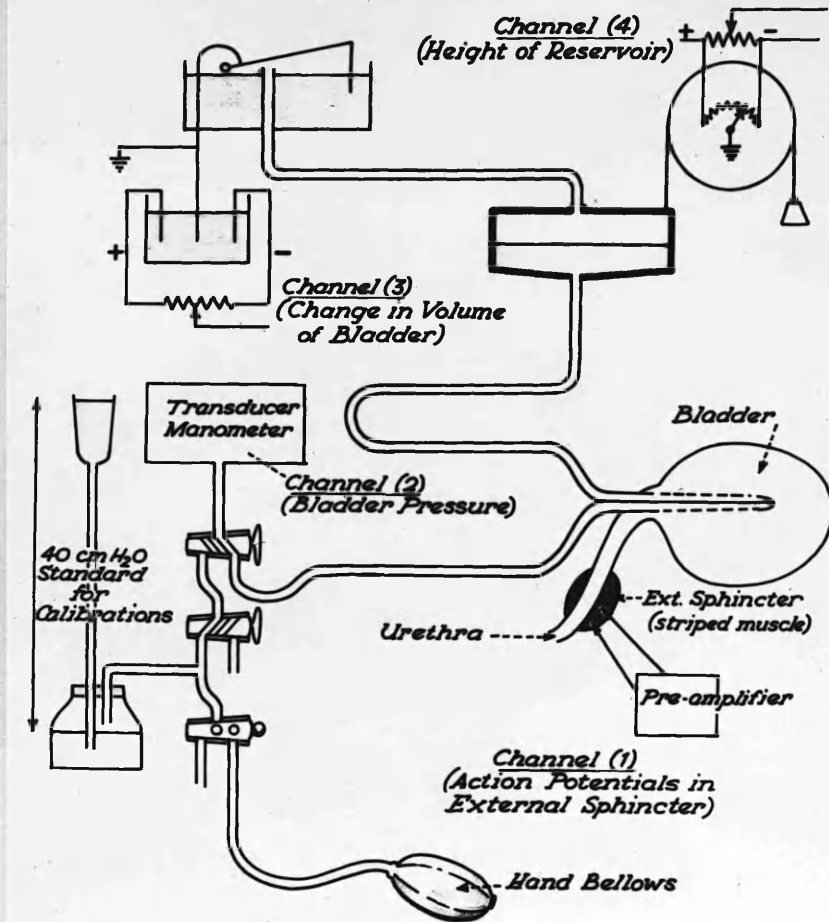 Channel (4)
(Height of Reservoir)
+
-
+
-
Channel (3)
(Change in Volume
of Bladder)
Transducer
Manometer
Channel (2)
(Bladder Pressure)
Bladder
40 cm H₂O
Standard
for
Calibrations
Ext. Sphincter
(striped muscle)
Urethra
Pre-amplifier
Channel (1)
(Action Potentials in
External Sphincter)
Hand Bellows